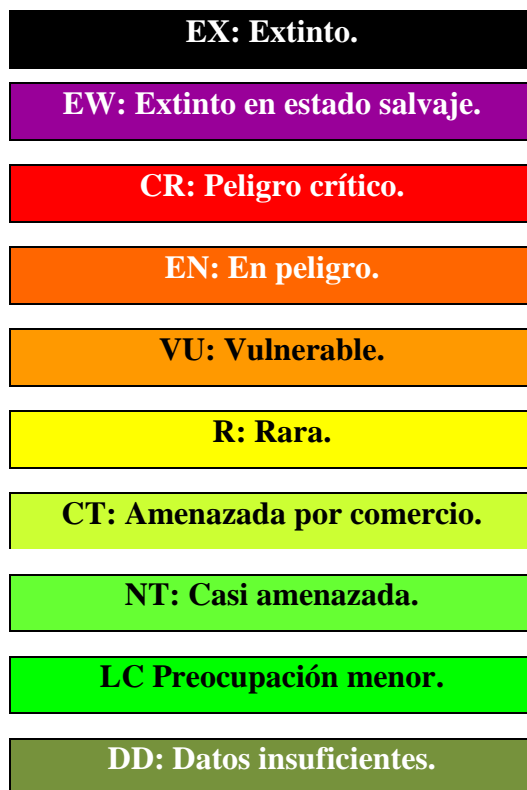 EX: Extinto.
EW: Extinto en estado salvaje.
CR: Peligro crítico.
EN: En peligro.
VU: Vulnerable.
R: Rara.
CT: Amenazada por comercio.
NT: Casi amenazada.
LC Preocupación menor.
DD: Datos insuficientes.